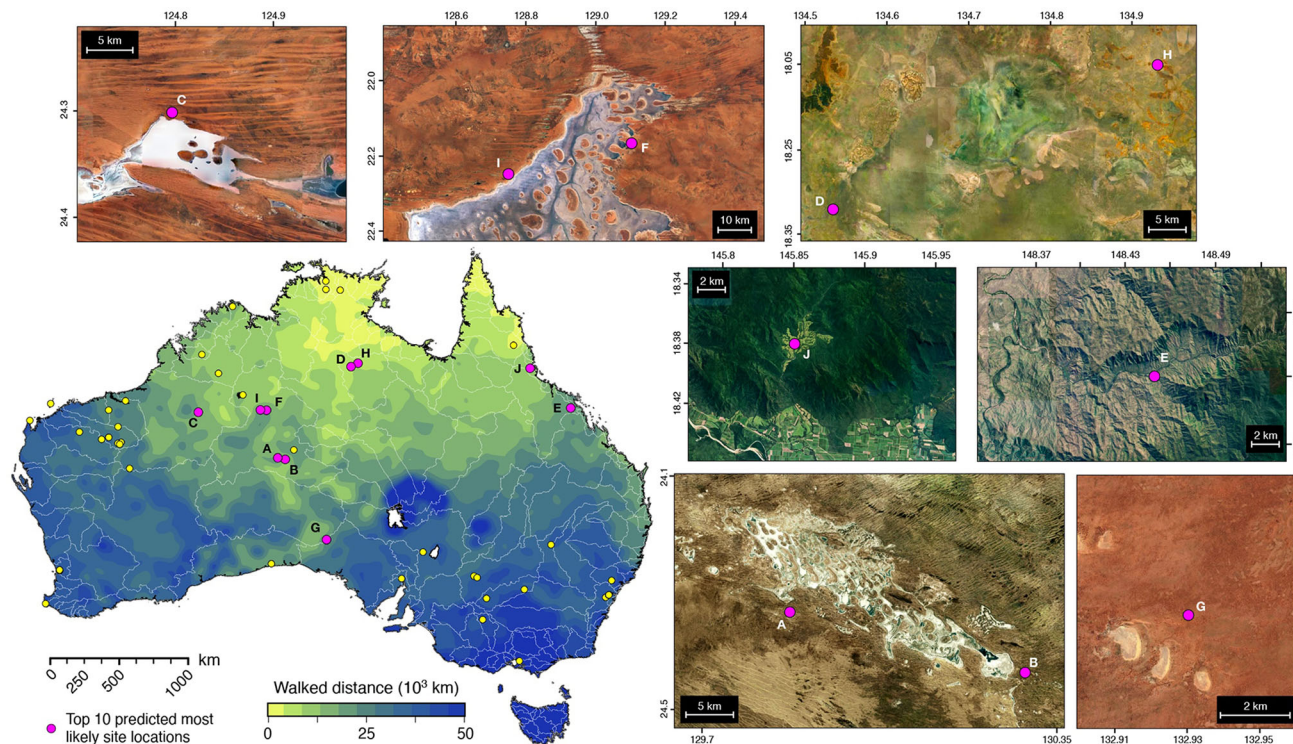 124.8 124.9
5 km
C
24.3
24.4
128.6 128.8 129.0 129.2 129.4
22.0
22.2
22.4
I
F
10 km
134.5 134.6 134.7 134.8 134.9
18.05
18.25
18.35
H
D
5 km
D
H
J
I
F
E
C
A
B
G
km
0
250
500
1000
Top 10 predicted most
likely site locations
Walked distance (10³ km)
0 25 50
145.8 145.85 145.9 145.95
2 km
18.34
18.38
18.42
J
148.37 148.43 148.49
E
2 km
24.1
24.5
A
B
5 km
129.7 130.35
G
2 km
132.91 132.93 132.95